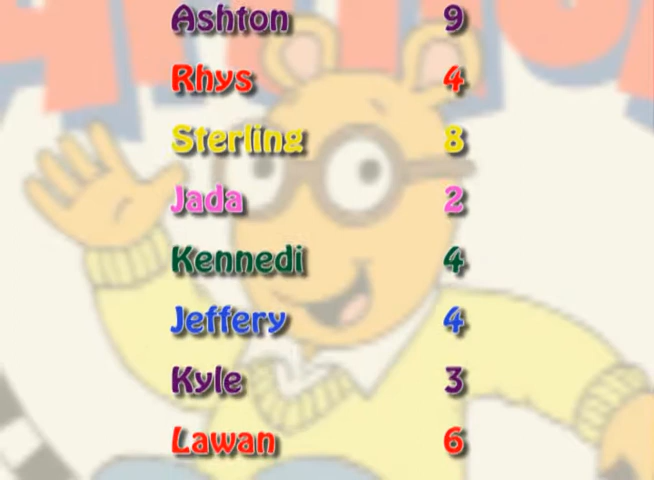 Ashton 9
Rhys 4
Sterling 8
Jada 2
Kennedi 4
Jeffery 4
Kyle 3
Lawan 6